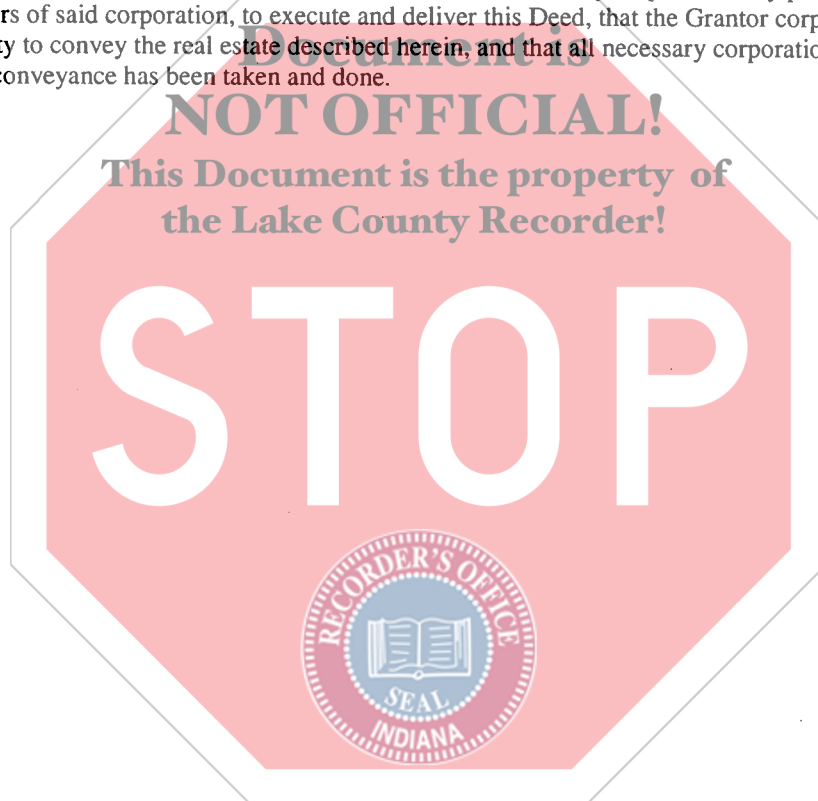 rs of said corporation, to execute and deliver this Deed, that the Grantor corp
ty to convey the real estate described herein, and that all necessary corporatio
conveyance has been taken and done.
Document is
NOT OFFICIAL!
This Document is the property of
the Lake County Recorder!
STOP
RECORDER'S OFFICE
SEAL
INDIANA